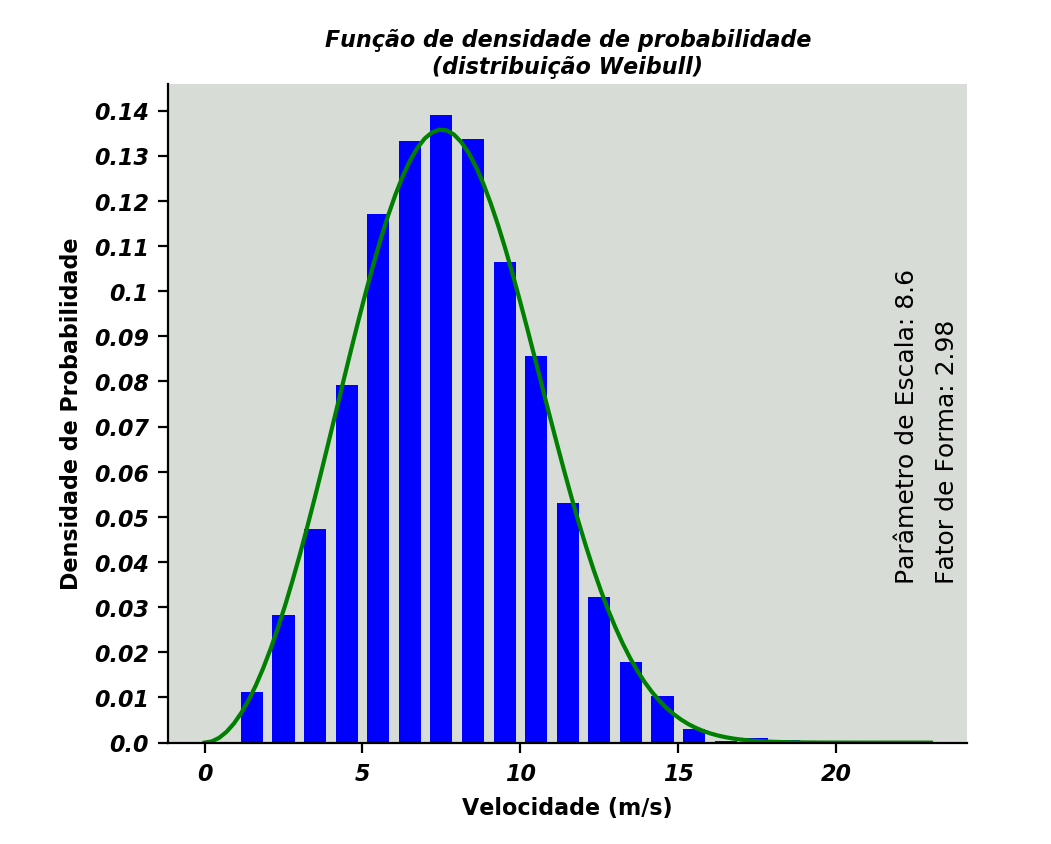 Função de densidade de probabilidade
(distribuição Weibull)
Densidade de Probabilidade
0.14
0.13
0.12
0.11
0.1
0.09
0.08
0.07
0.06
0.05
0.04
0.03
0.02
0.01
0.0
Parâmetro de Escala: 8.6
Fator de Forma: 2.98
0 5 10 15 20
Velocidade (m/s)